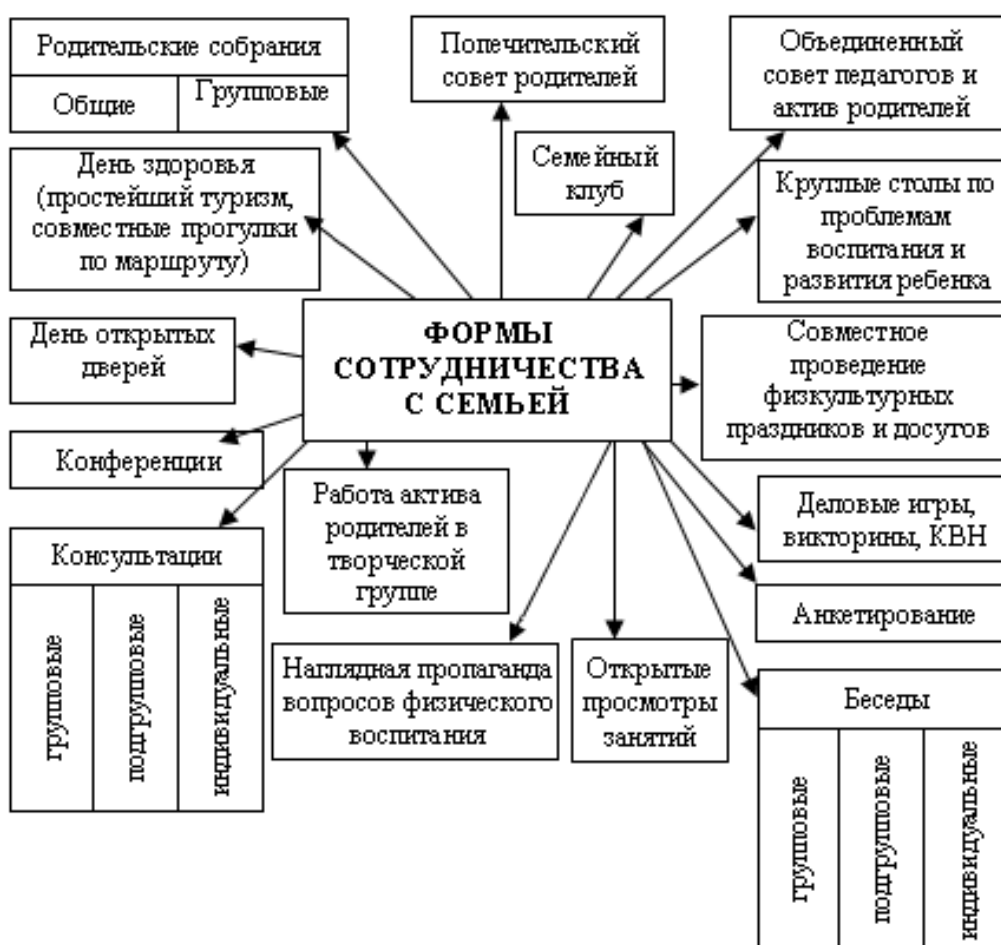 Родительские собрания
Общие
Групповые
Попечительский
совет родителей
Объединенный
совет педагогов и
актив родителей
День здоровья
(простейший туризм,
совместные прогулки
по маршруту)
Семейный
клуб
Круглые столы по
проблемам
воспитания и
развития ребенка
ФОРМЫ
СОТРУДНИЧЕСТВА
С СЕМЬЕЙ
День открытых
дверей
Совместное
проведение
физкультурных
праздников и досугов
Конференции
Работа актива
родителей в
творческой
группе
Деловые игры,
викторины, КВН
Консультации
групповые
подгрупповые
индивидуальные
Анкетирование
Наглядная пропаганда
вопросов физического
воспитания
Открытые
просмотры
занятий
Беседы
групповые
подгрупповые
индивидуальные